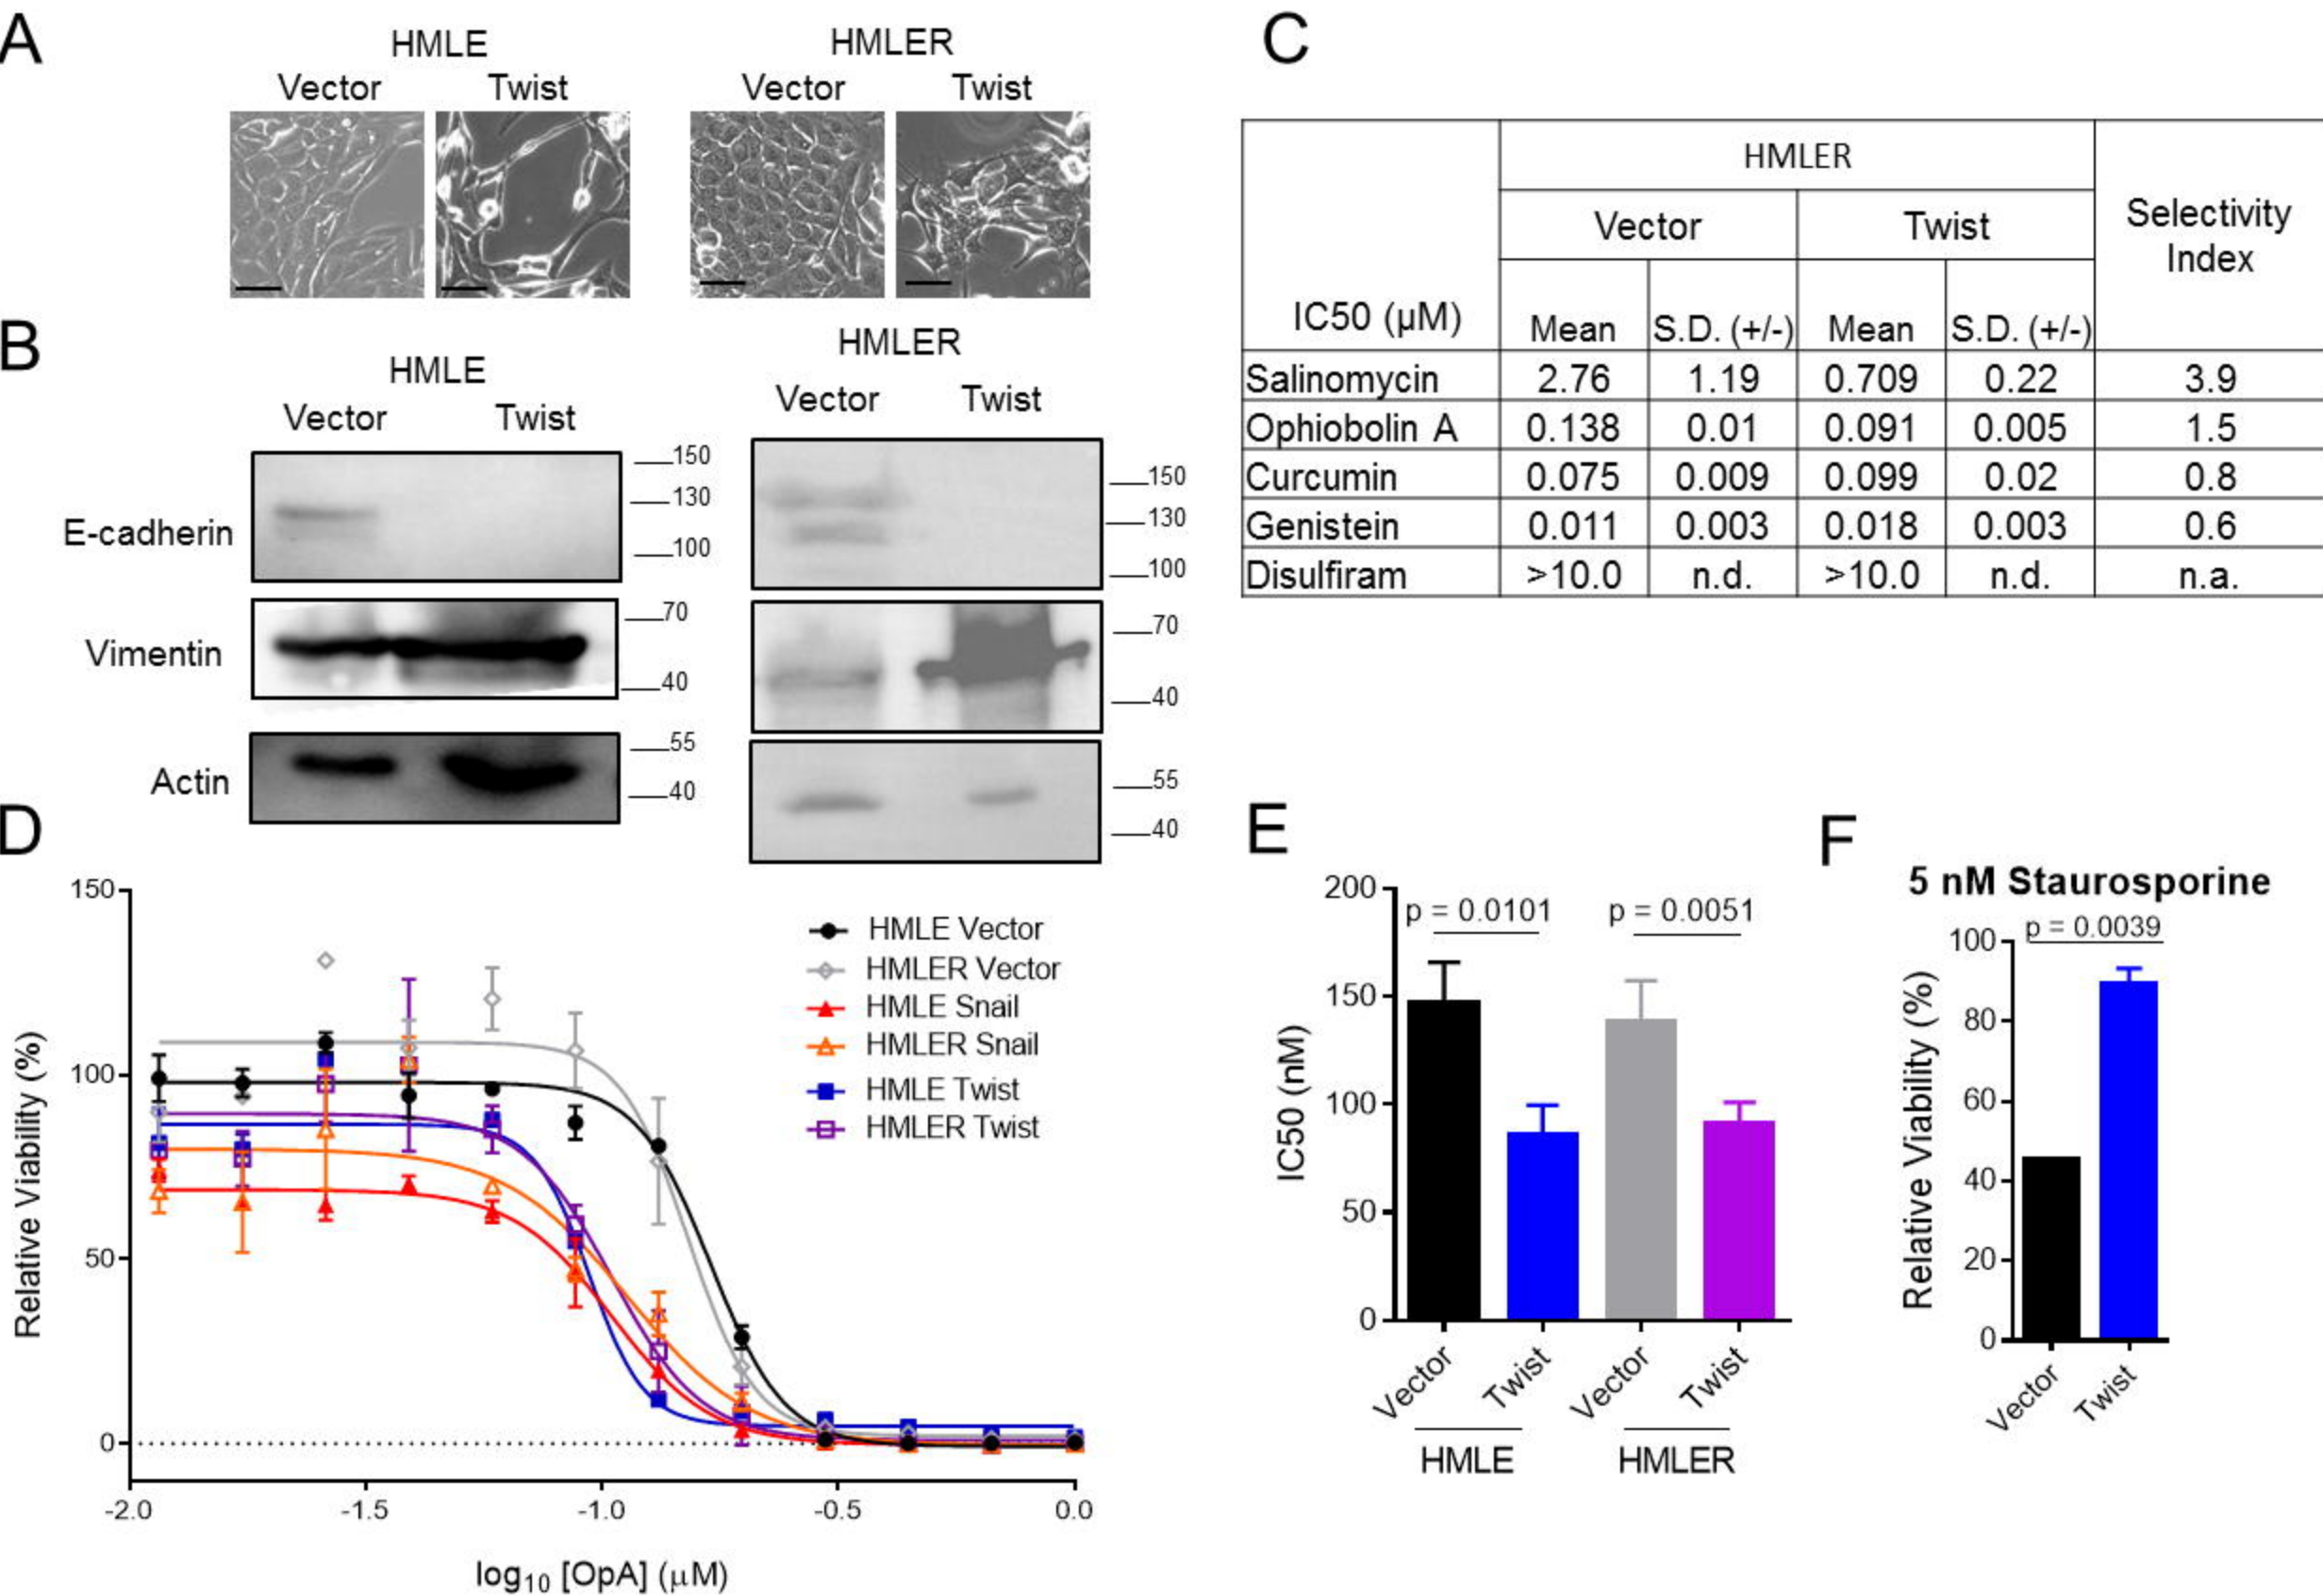 A
HMLE
HMLER
Vector Twist
Vector Twist
B
HMLE
HMLER
Vector Twist
Vector Twist
E-cadherin
150
130
100
150
130
100
Vimentin
70
40
70
40
Actin
55
40
55
40
C
IC50 (μM)
HMLER
Selectivity
Index
Vector Twist
Mean S.D. (+/-) Mean S.D. (+/-)
Salinomycin 2.76 1.19 0.709 0.22 3.9
Ophiobolin A 0.138 0.01 0.091 0.005 1.5
Curcumin 0.075 0.009 0.099 0.02 0.8
Genistein 0.011 0.003 0.018 0.003 0.6
Disulfiram >10.0 n.d. >10.0 n.d. n.a.
D
Relative Viability (%)
150
100
50
0
-2.0 -1.5 -1.0 -0.5 0.0
log10 [OpA] (μM)
HMLE Vector
HMLER Vector
HMLE Snail
HMLER Snail
HMLE Twist
HMLER Twist
E
IC50 (nM)
200
150
100
50
0
p = 0.0101 p = 0.0051
Vector Twist Vector Twist
HMLE HMLER
F
5 nM Staurosporine
p = 0.0039
Relative Viability (%)
100
80
60
40
20
0
Vector Twist